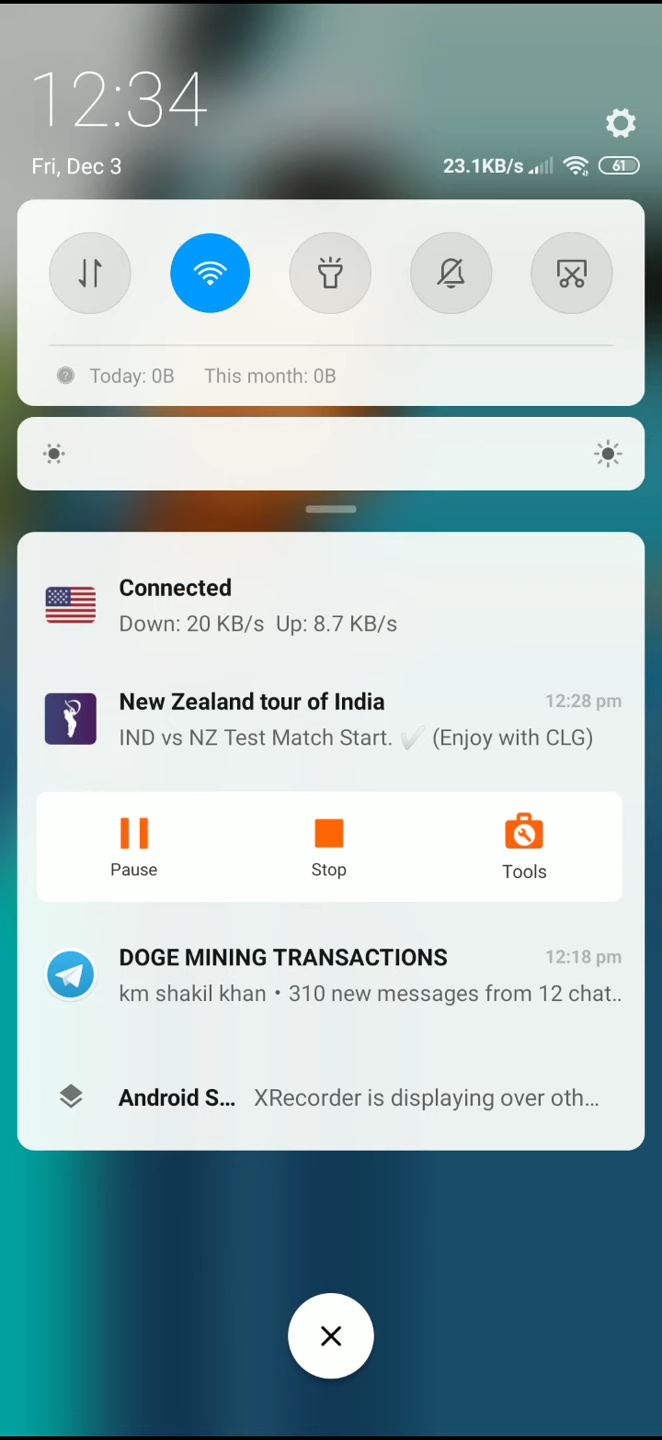 12:34
Fri, Dec 3
23.1KB/s
61
Today: 0B This month: 0B
Connected
Down: 20 KB/s Up: 8.7 KB/s
New Zealand tour of India 12:28 pm
IND vs NZ Test Match Start. ✔ (Enjoy with CLG)
Pause Stop Tools
DOGE MINING TRANSACTIONS 12:18 pm
km shakil khan • 310 new messages from 12 chat..
Android S... XRecorder is displaying over oth...